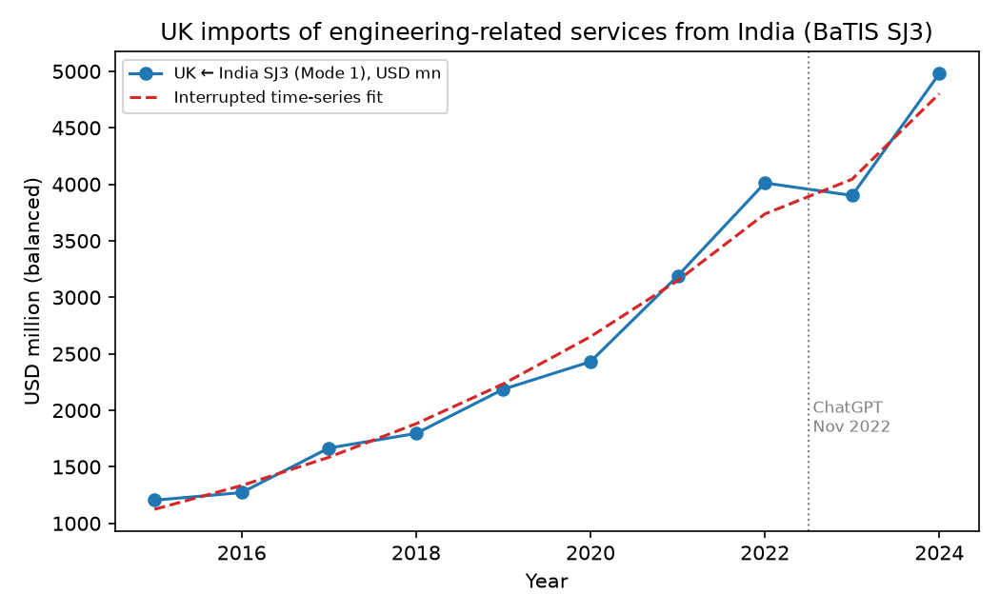 UK imports of engineering-related services from India (BaTIS SJ3)
UK ← India SJ3 (Mode 1), USD mn
Interrupted time-series fit
USD million (balanced)
5000
4500
4000
3500
3000
2500
2000
1500
1000
ChatGPT
Nov 2022
2016 2018 2020 2022 2024
Year